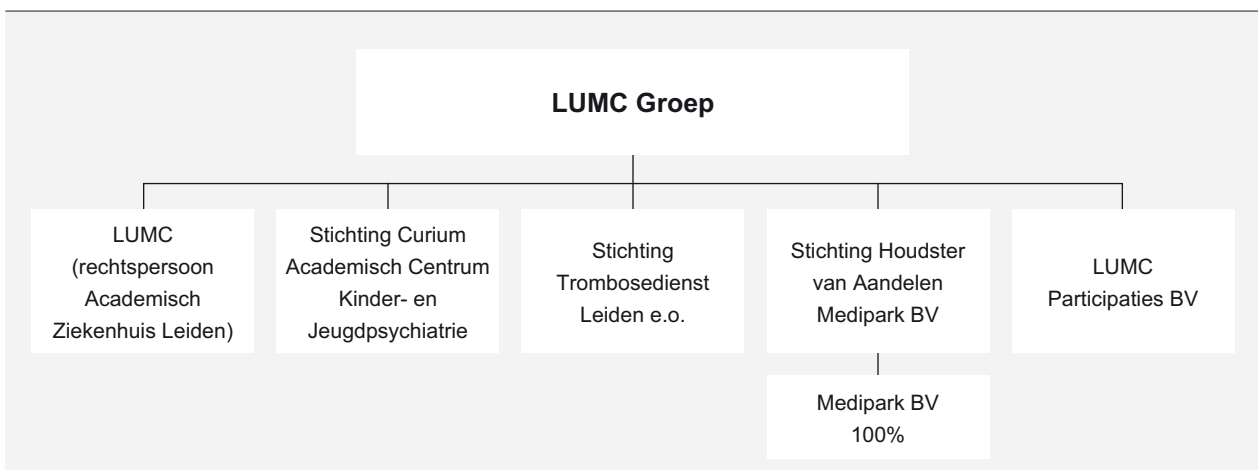 LUMC Groep
LUMC
(rechtspersoon
Academisch
Ziekenhuis Leiden)
Stichting Curium
Academisch Centrum
Kinder- en
Jeugdpsychiatrie
Stichting
Trombosedienst
Leiden e.o.
Stichting Houdster
van Aandelen
Medipark BV
LUMC
Participaties BV
Medipark BV
100%